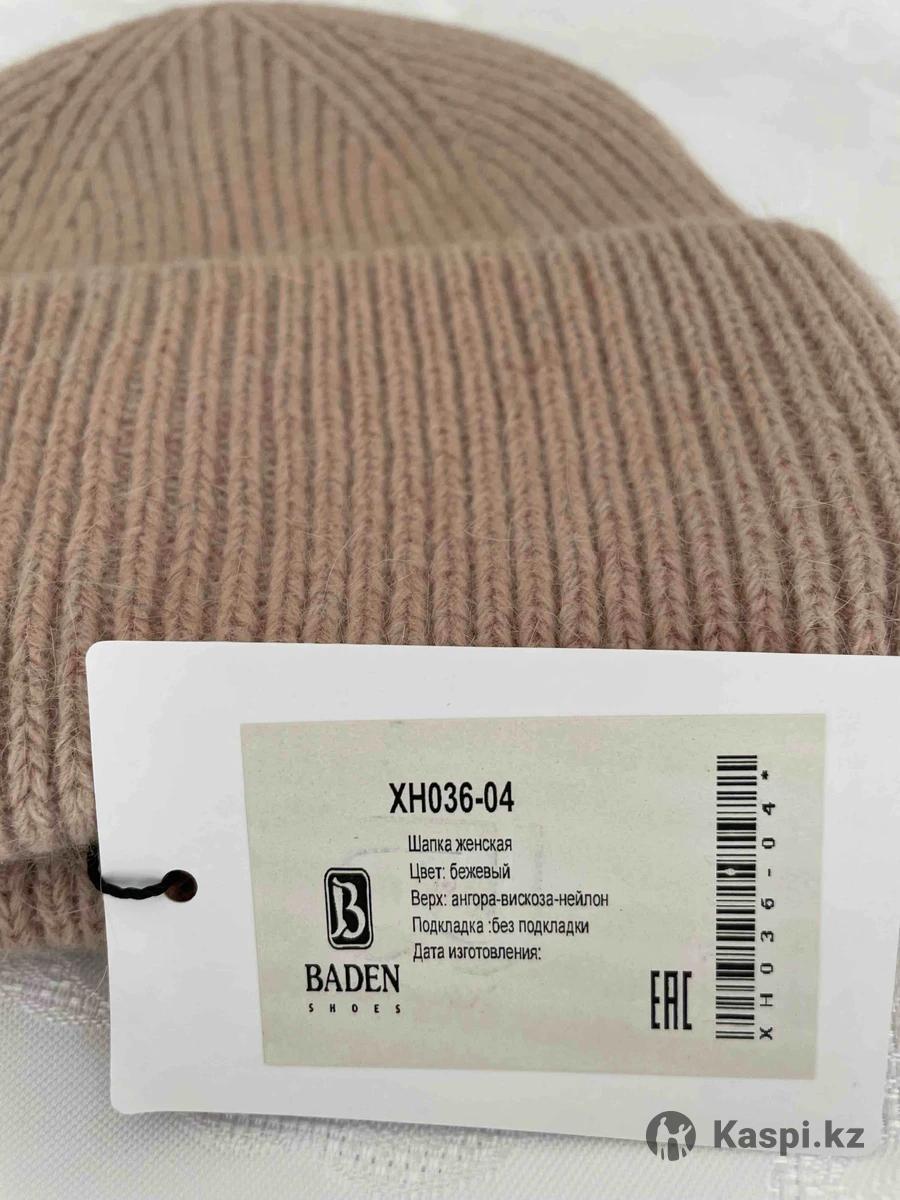 XH036-04
Шапка женская
Цвет: бежевый
Верх: ангора-вискоза-нейлон
Подкладка :без подкладки
Дата изготовления:
B
BADEN
SHOES
EAC
XH036-04*
Kaspi.kz